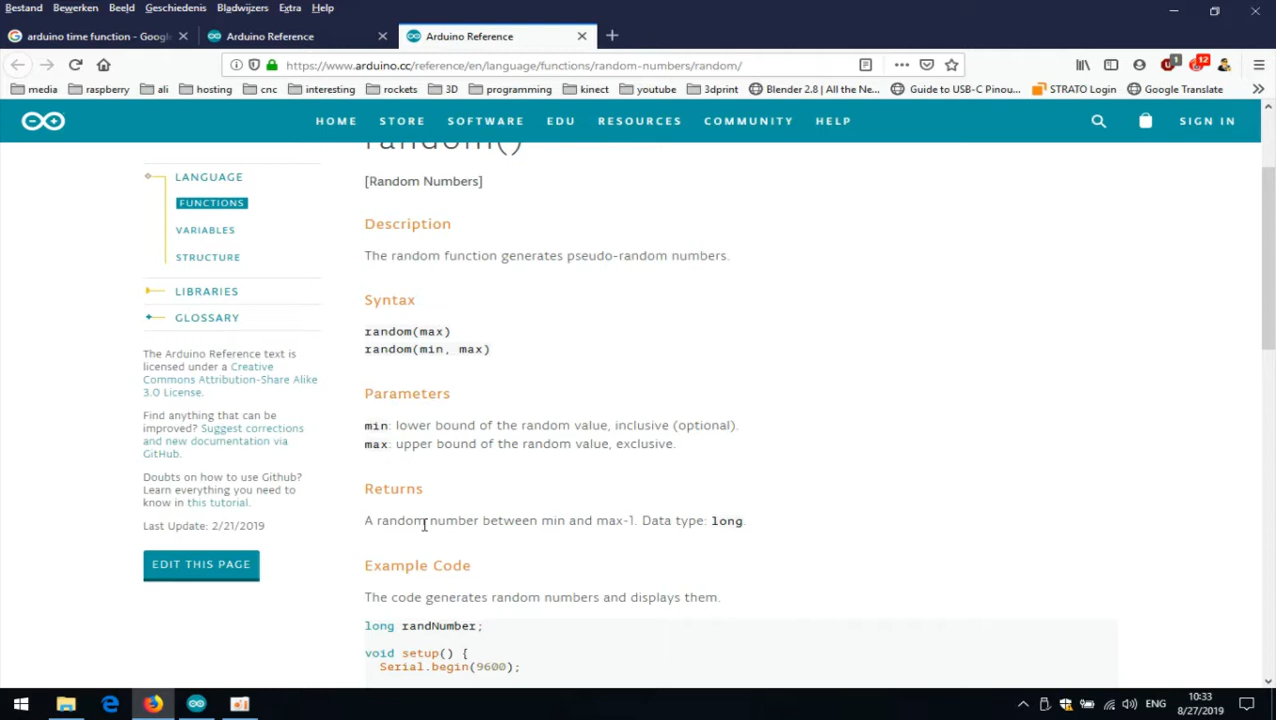 Bestand Bewerken Beeld Geschiedenis Bladwijzers Extra Help
arduino time function - Goog
Arduino Reference
Arduino Reference
https://www.arduino.cc/reference/en/language/functions/random-numbers/random/
1
12
media raspberry ali hosting cnc interesting rockets 3D programming kinect youtube 3dprint Blender 2.8 | All the Ne... Guide to USB-C Pinou... STRATO Login Google Translate
HOME STORE SOFTWARE EDU RESOURCES COMMUNITY HELP SIGN IN
LANGUAGE
FUNCTIONS
VARIABLES
STRUCTURE
LIBRARIES
GLOSSARY
The Arduino Reference text is
licensed under a Creative
Commons Attribution-Share Alike
3.0 License.
Find anything that can be
improved? Suggest corrections
and new documentation via
GitHub.
Doubts on how to use Github?
Learn everything you need to
know in this tutorial.
Last Update: 2/21/2019
EDIT THIS PAGE
random()
[Random Numbers]
Description
The random function generates pseudo-random numbers.
Syntax
random(max)
random(min, max)
Parameters
min: lower bound of the random value, inclusive (optional).
max: upper bound of the random value, exclusive.
Returns
A random number between min and max-1. Data type: long.
Example Code
The code generates random numbers and displays them.
long randNumber;
void setup() {
Serial.begin(9600);
ENG
10:33
8/27/2019